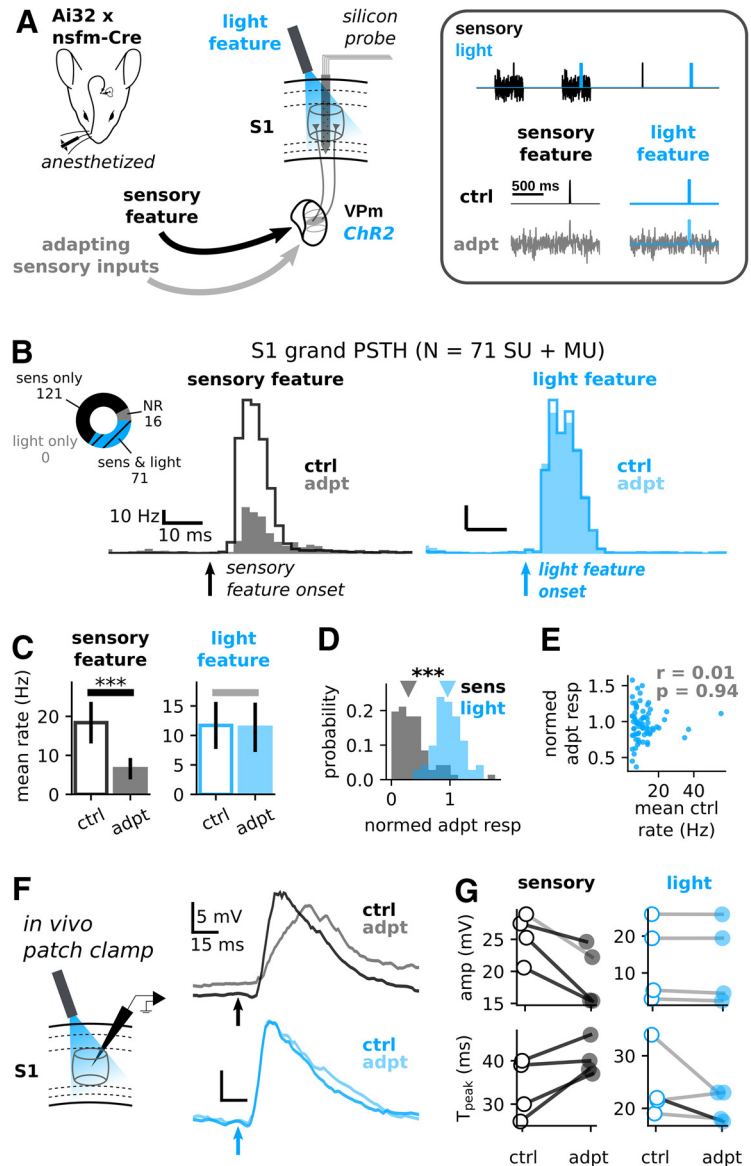 A
Ai32 x
nsfm-Cre
anesthetized
light
feature
silicon
probe
S1
sensory
feature
adapting
sensory inputs
VPm
ChR2
sensory
light
sensory
feature
light
feature
ctrl
500 ms
adpt
B
S1 grand PSTH (N = 71 SU + MU)
sens only
121
NR
16
light only
0
sens & light
71
sensory feature
ctrl
adpt
10 Hz
10 ms
sensory
feature onset
light feature
ctrl
adpt
light feature
onset
C
sensory
feature
light
feature
***
mean rate (Hz)
20
10
0
ctrl
adpt
15
10
5
0
ctrl
adpt
D
***
sens
light
probability
0.2
0.0
0
1
normed adpt resp
E
r = 0.01
p = 0.94
normed
adpt resp
1.5
1.0
0.5
20
40
mean ctrl
rate (Hz)
F
in vivo
patch clamp
S1
5 mV
15 ms
ctrl
adpt
ctrl
adpt
G
sensory
light
amp (mV)
25
20
15
20
10
Tpeak (ms)
40
30
30
20
ctrl
adpt
ctrl
adpt